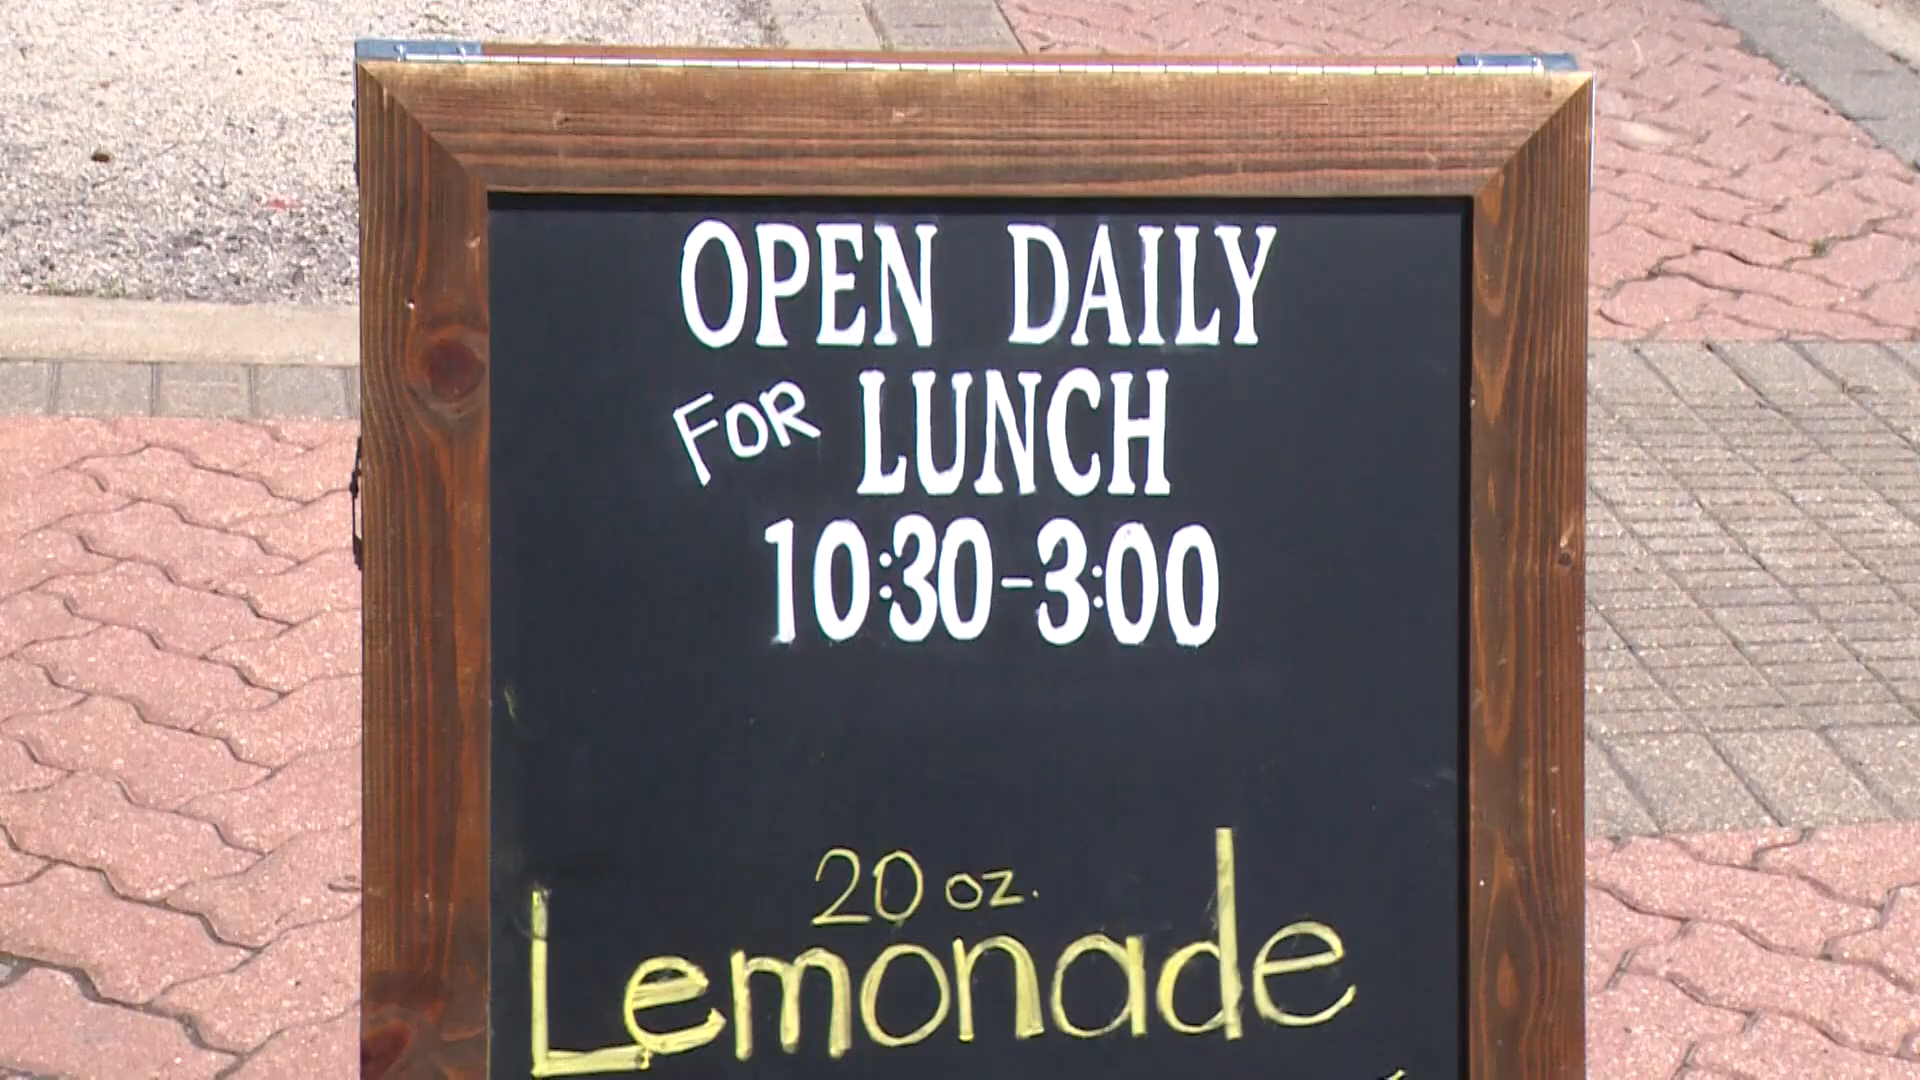 OPEN DAILY
FOR LUNCH
10:30-3:00
20 oz.
Lemonade